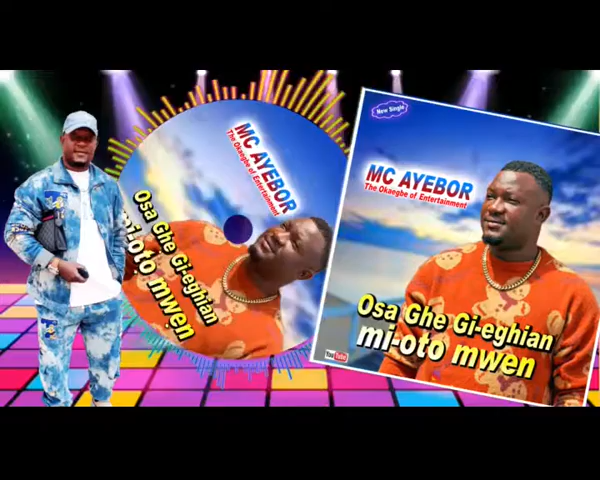 MC AYEBOR
The Okaegbe of Entertainment
Osa Ghe Gi-eghian
mi-oto mwen
New Single
MC AYEBOR
The Okaegbe of Entertainment
Osa Ghe Gi-eghian
mi-oto mwen
YouTube